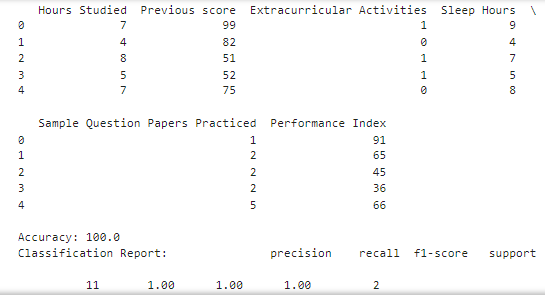 Hours Studied  Previous score  Extracurricular Activities  Sleep Hours  \
0              7              99                           1            9
1              4              82                           0            4
2              8              51                           1            7
3              5              52                           1            5
4              7              75                           0            8
Sample Question Papers Practiced  Performance Index
0                                 1                 91
1                                 2                 65
2                                 2                 45
3                                 2                 36
4                                 5                 66
Accuracy: 100.0
Classification Report:               precision    recall  f1-score   support
11       1.00      1.00      1.00         2